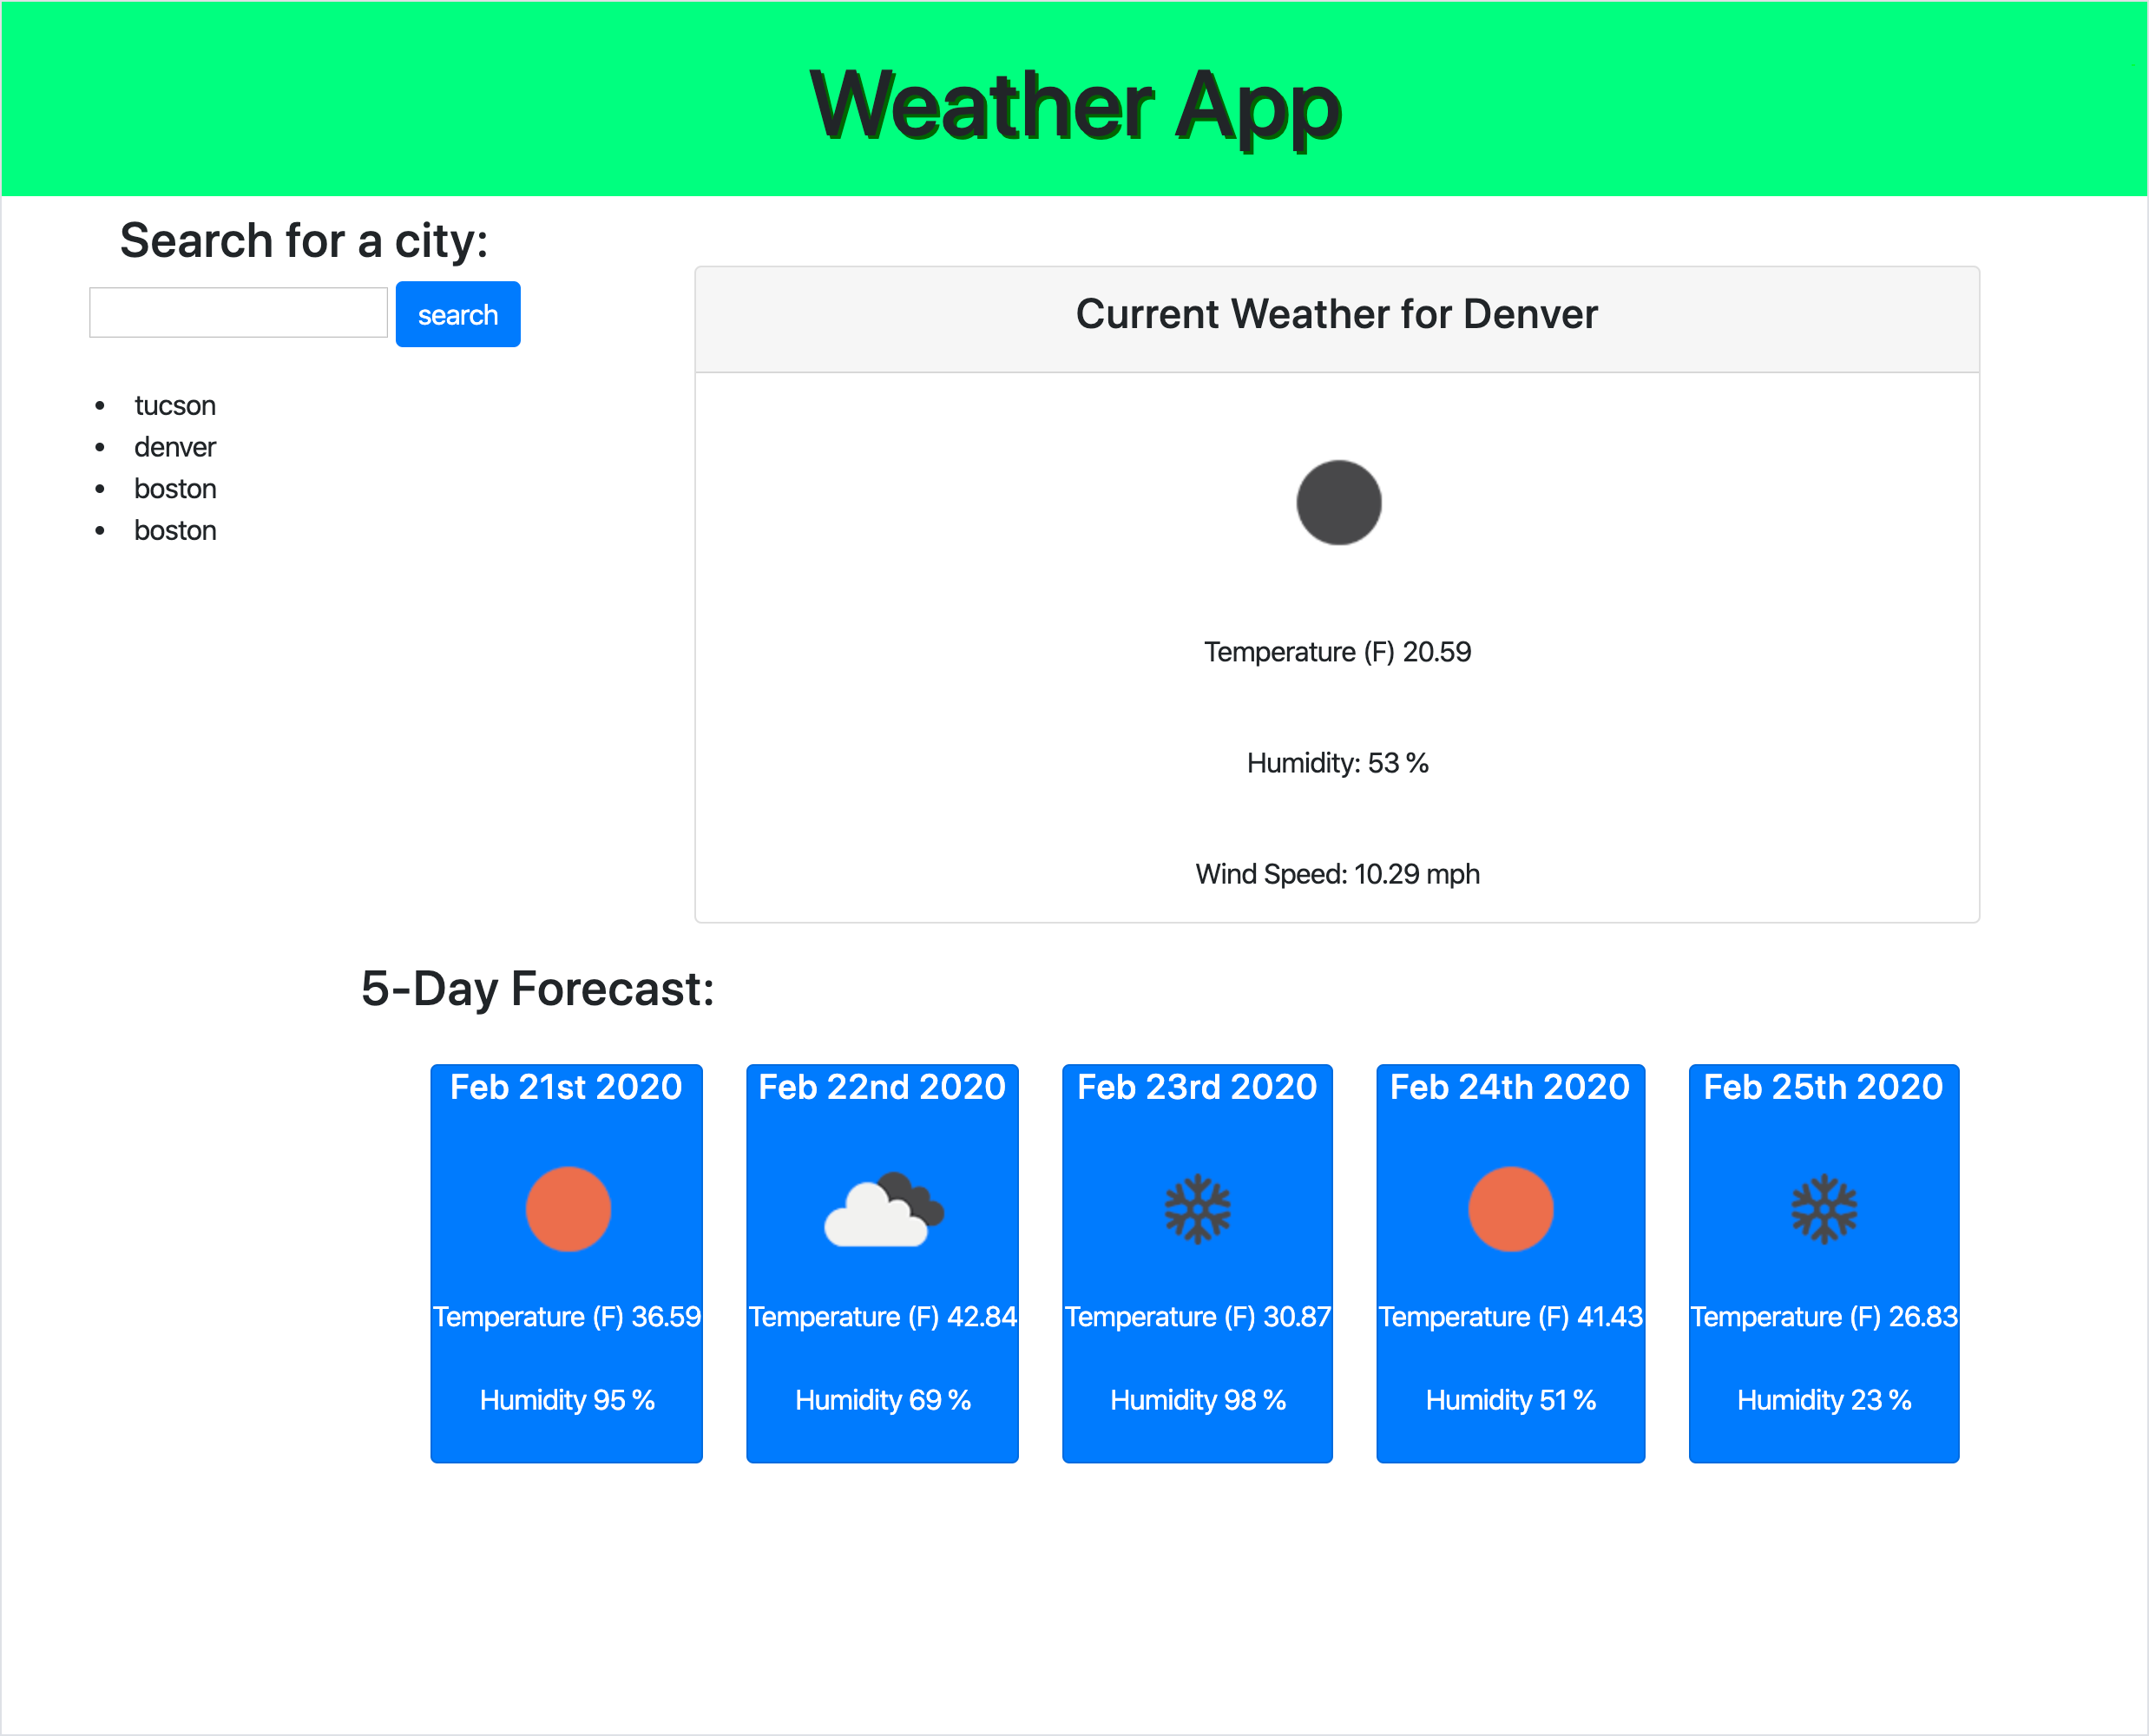 Weather App
Search for a city:
search
tucson
denver
boston
boston
Current Weather for Denver
Temperature (F) 20.59
Humidity: 53 %
Wind Speed: 10.29 mph
5-Day Forecast:
Feb 21st 2020
Temperature (F) 36.59
Humidity 95 %
Feb 22nd 2020
Temperature (F) 42.84
Humidity 69 %
Feb 23rd 2020
Temperature (F) 30.87
Humidity 98 %
Feb 24th 2020
Temperature (F) 41.43
Humidity 51 %
Feb 25th 2020
Temperature (F) 26.83
Humidity 23 %